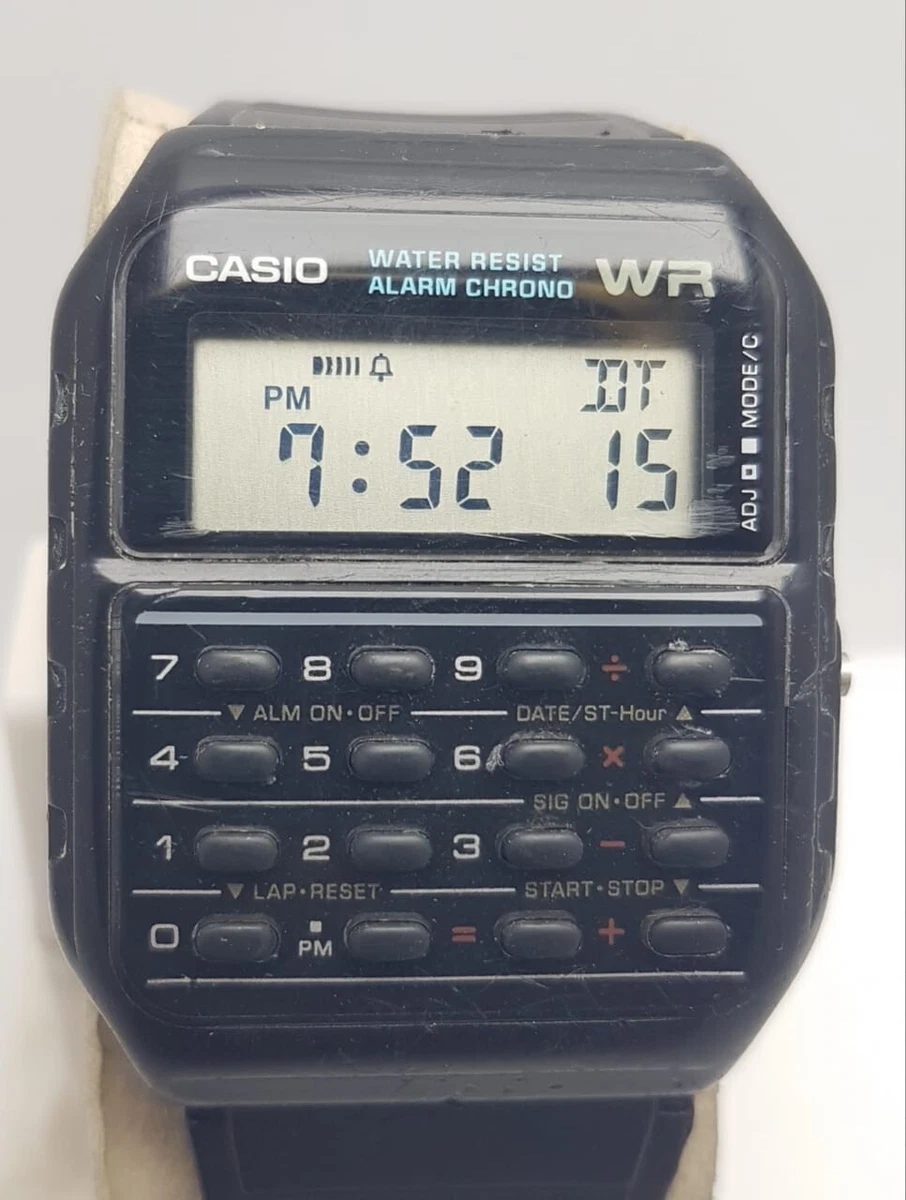 CASIO WATER RESIST WR
ALARM CHRONO
ADJ MODE/C
DT
PM
7:52 15
7 8 9 ÷
▼ ALM ON·OFF DATE/ST-Hour ▲
4 5 6 ×
SIG ON·OFF ▲
1 2 3 −
▼ LAP·RESET START·STOP ▼
0 . = +
PM